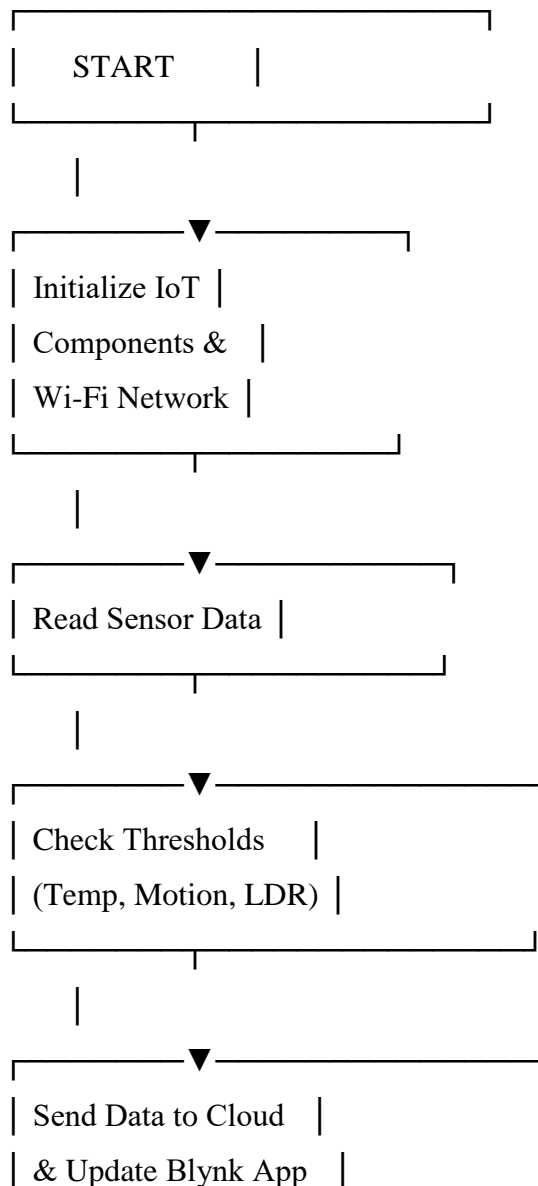 START
Initialize IoT
Components &
Wi-Fi Network
Read Sensor Data
Check Thresholds
(Temp, Motion, LDR)
Send Data to Cloud
& Update Blynk App